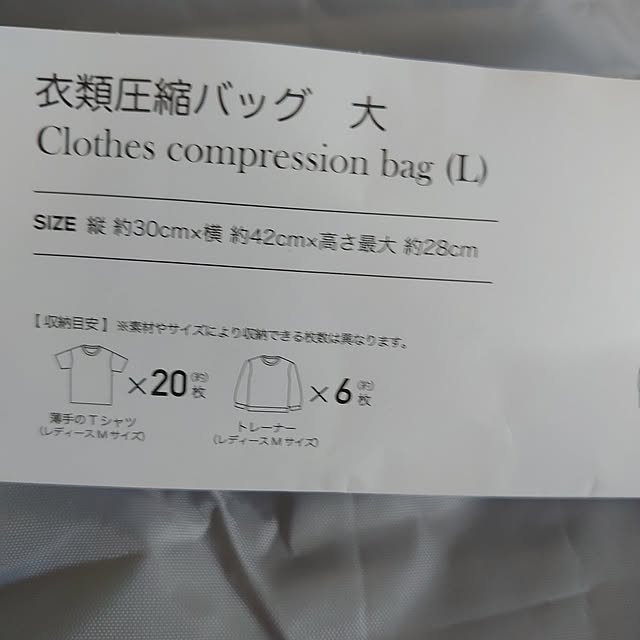 衣類圧縮バッグ 大
Clothes compression bag (L)
SIZE 縦 約30cm×横 約42cm×高さ最大 約28cm
【収納目安】※素材やサイズにより収納できる枚数は異なります。
×20(約)枚 ×6(約)枚
薄手のTシャツ トレーナー
(レディースMサイズ) (レディースMサイズ)